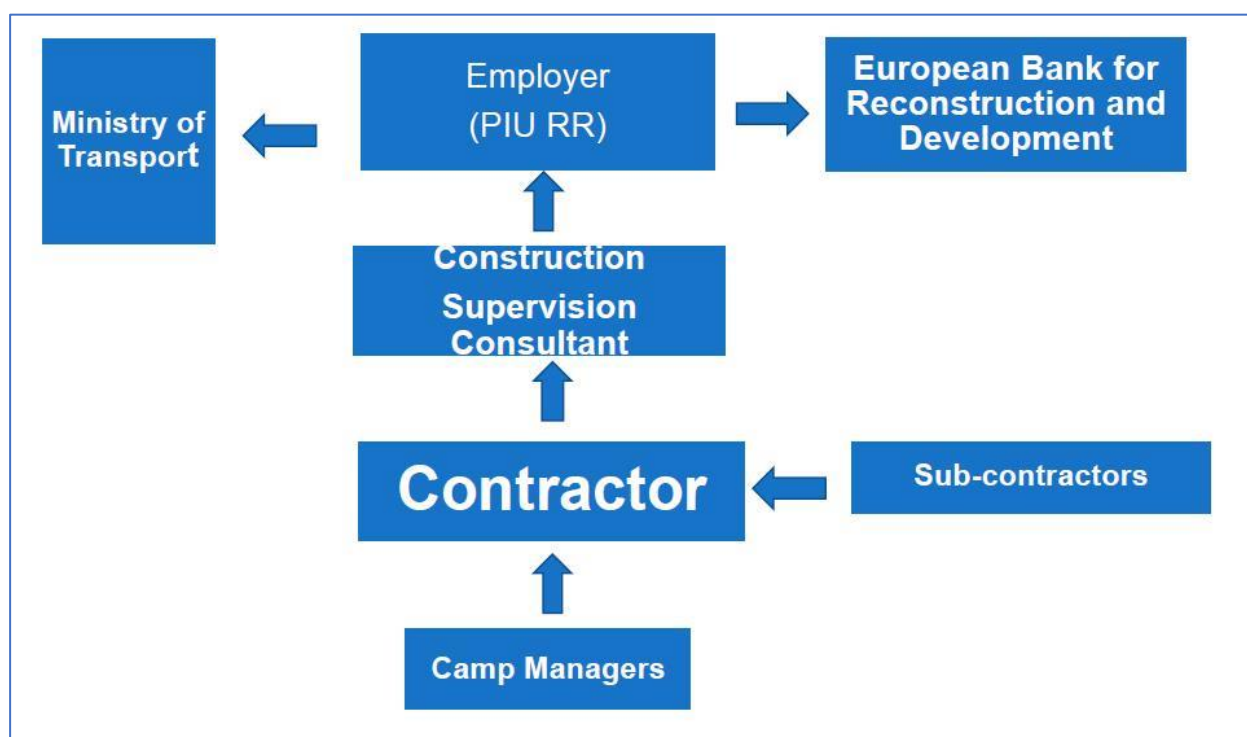 Ministry of
Transport
Employer
(PIU RR)
European Bank for
Reconstruction and
Development
Construction
Supervision
Consultant
Contractor
Sub-contractors
Camp Managers